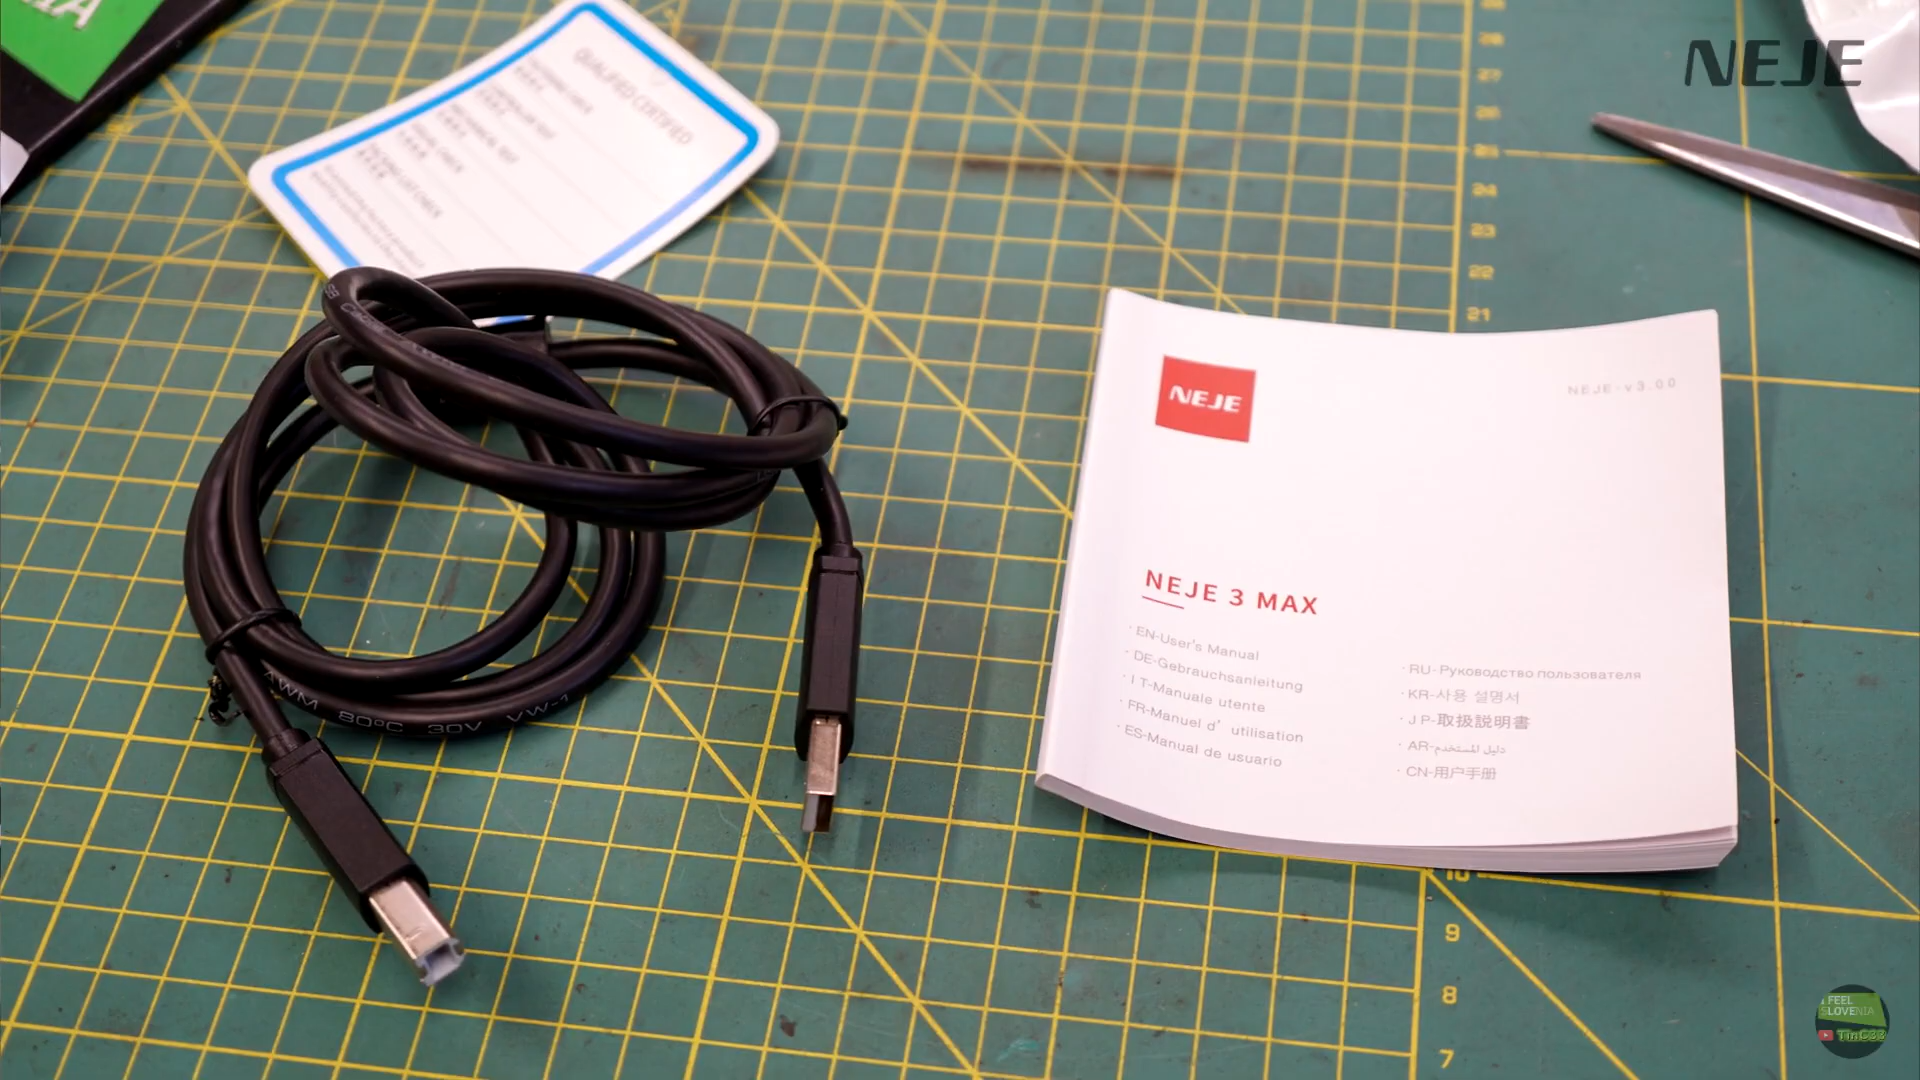 NEJE
QUALIFIED CERTIFIED
NEJE
NEJE-v3.00
NEJE 3 MAX
· EN-User's Manual
· DE-Gebrauchsanleitung
· IT-Manuale utente
· FR-Manuel d' utilisation
· ES-Manual de usuario
· RU-Руководство пользователя
· KR-사용 설명서
· JP-取扱説明書
· AR-دليل المستخدم
· CN-用户手册
AWM 80°C 30V VW-1
28
27
26
25
24
23
22
21
10
9
8
7
I FEEL
SLOVENIA